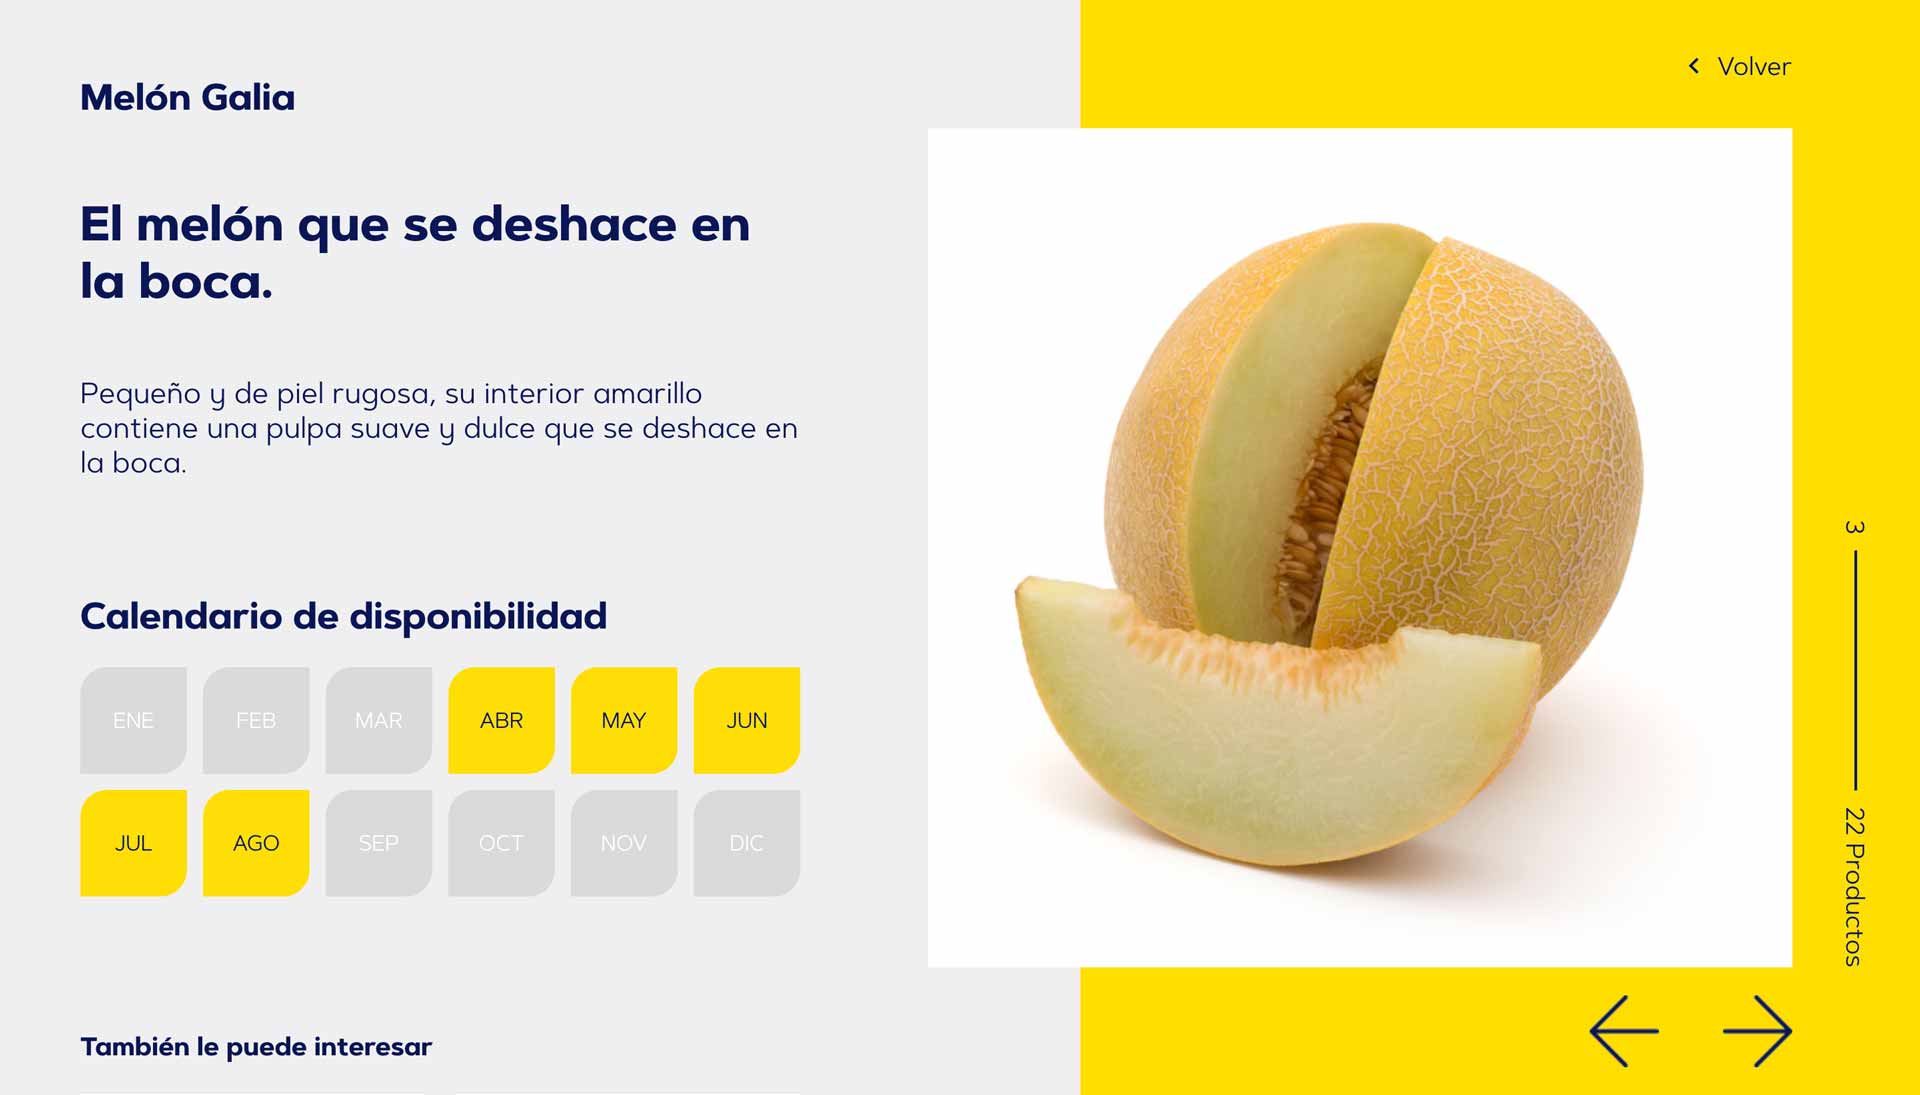 Melón Galia
Volver
El melón que se deshace en
la boca.
Pequeño y de piel rugosa, su interior amarillo
contiene una pulpa suave y dulce que se deshace en
la boca.
Calendario de disponibilidad
ENE FEB MAR ABR MAY JUN
JUL AGO SEP OCT NOV DIC
3
22 Productos
También le puede interesar